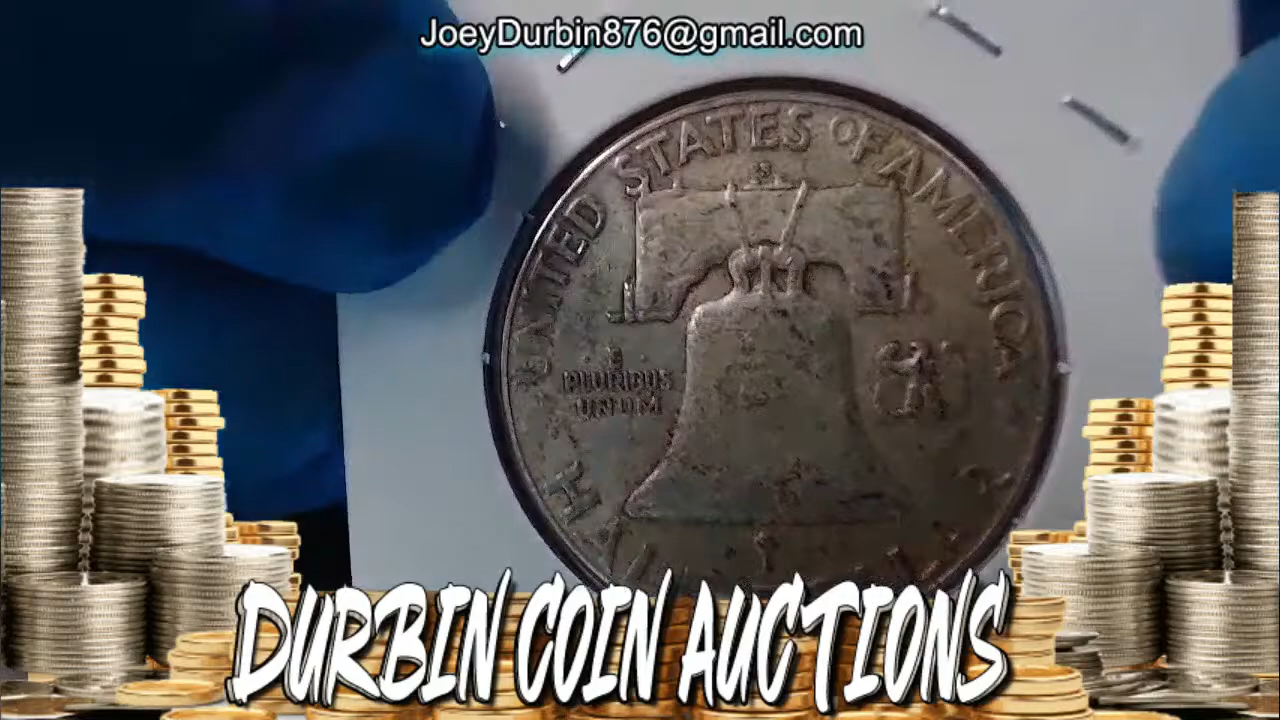 JoeyDurbin876@gmail.com
UNITED STATES OF AMERICA
S
E
PLURIBUS
UNUM
DURBIN COIN AUCTIONS